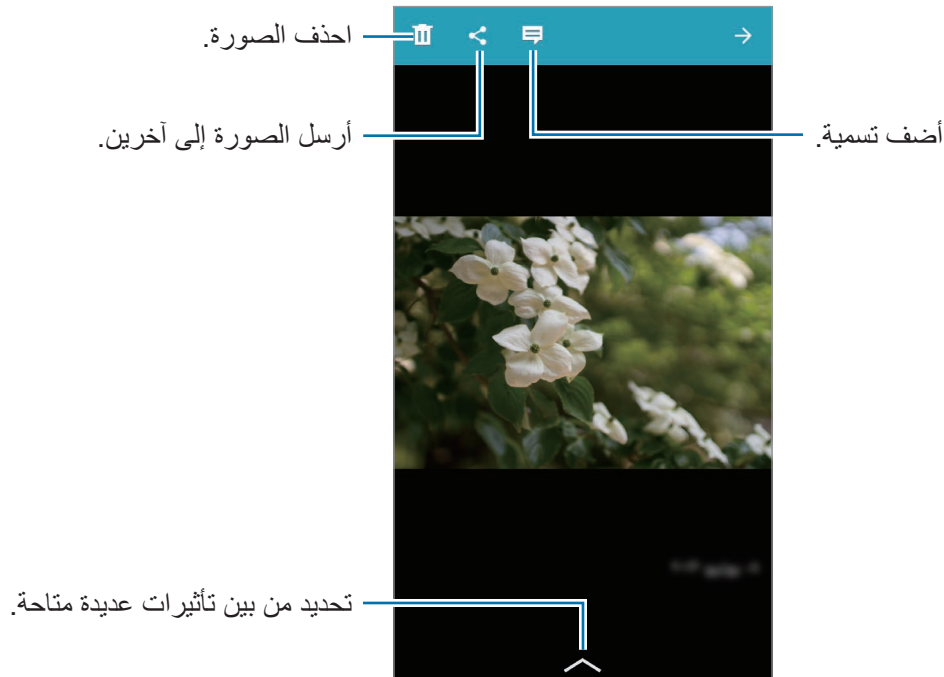 احذف الصورة.
أرسل الصورة إلى آخرين.
أضف تسمية.
تحديد من بين تأثيرات عديدة متاحة.